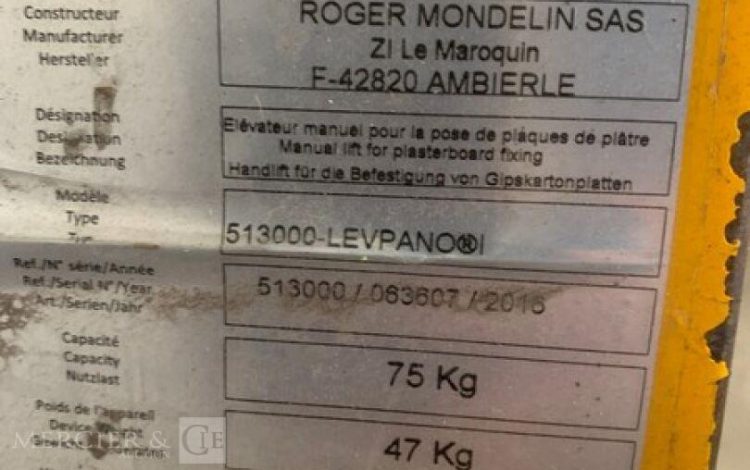 Constructeur
Manufacturer
Hersteller
ROGER MONDELIN SAS
ZI Le Maroquin
F-42820 AMBIERLE
Désignation
Designation
Bezeichnung
Elévateur manuel pour la pose de plaques de plâtre
Manual lift for plasterboard fixing
Handlift für die Befestigung von Gipskartonplatten
Modèle
Type
513000-LEVPANO®I
Ref./N° série/Année
Ref./Serial N°/Year
Art./Serien/Jahr
513000 / 063607 / 2016
Capacité
Capacity
Nutzlast
75 Kg
Poids de l'appareil
Device Weight
47 Kg
MERCIER & CIE